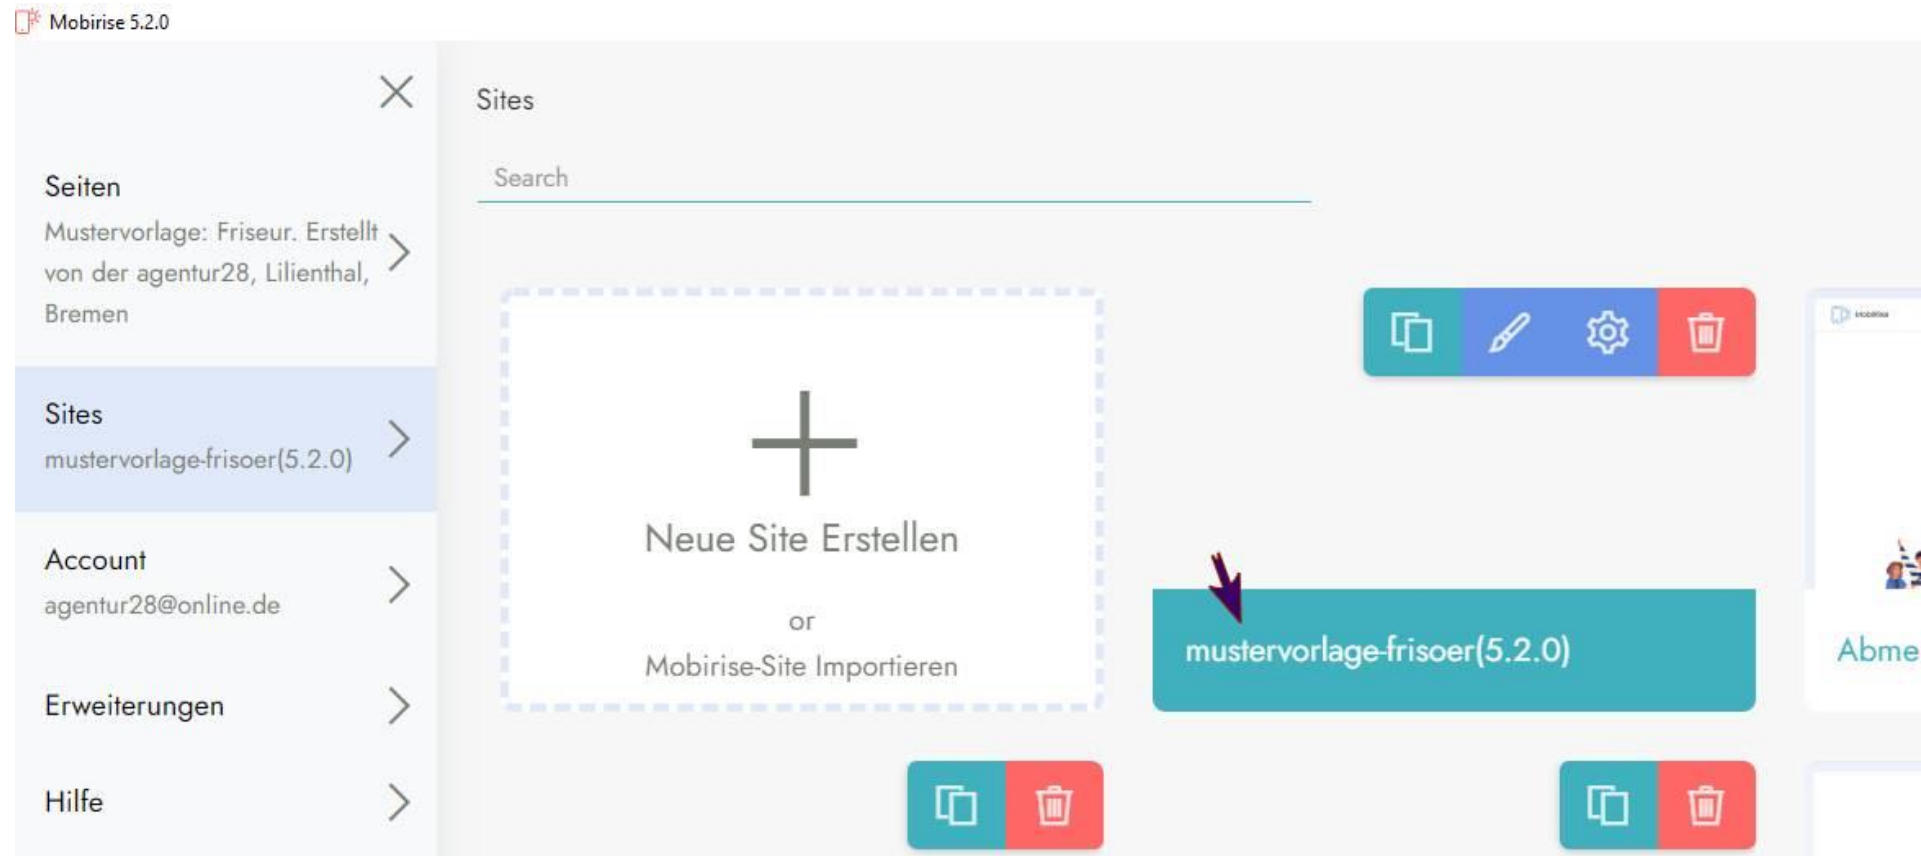 Mobirise 5.2.0
Sites
Search
Seiten
Mustervorlage: Friseur. Erstellt
von der agentur28, Lilienthal,
Bremen
Sites
mustervorlage-frisoer(5.2.0)
Account
agentur28@online.de
Erweiterungen
Hilfe
Neue Site Erstellen
or
Mobirise-Site Importieren
mustervorlage-frisoer(5.2.0)
Mobirise
Abme